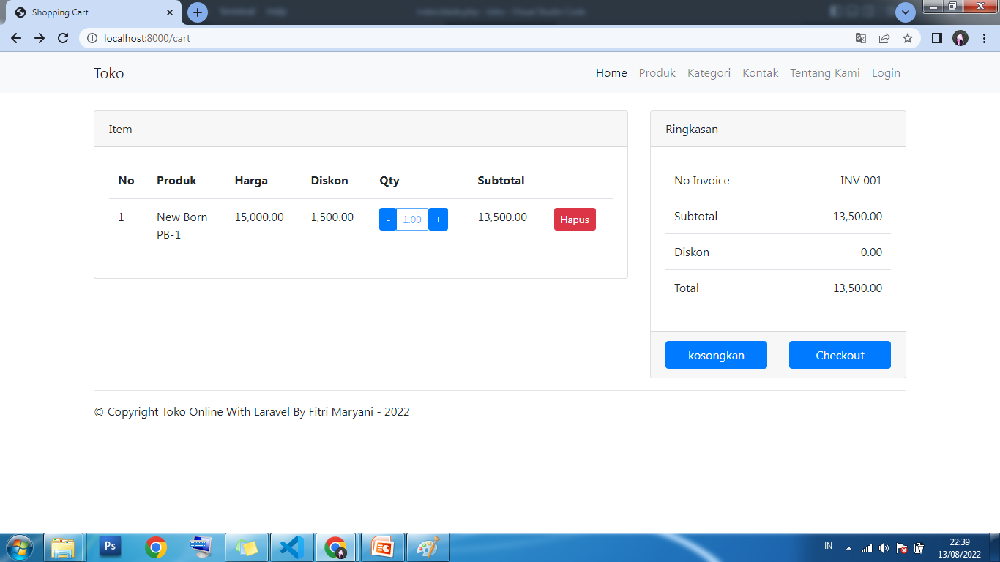 Shopping Cart
Terminal Help
localhost:8000/cart
Toko
Home Produk Kategori Kontak Tentang Kami Login
Item
No Produk Harga Diskon Qty Subtotal
1 New Born PB-1 15,000.00 1,500.00 - 1.00 + 13,500.00 Hapus
Ringkasan
No Invoice INV 001
Subtotal 13,500.00
Diskon 0.00
Total 13,500.00
kosongkan Checkout
© Copyright Toko Online With Laravel By Fitri Maryani - 2022
Ps
IN
22:39
13/08/2022